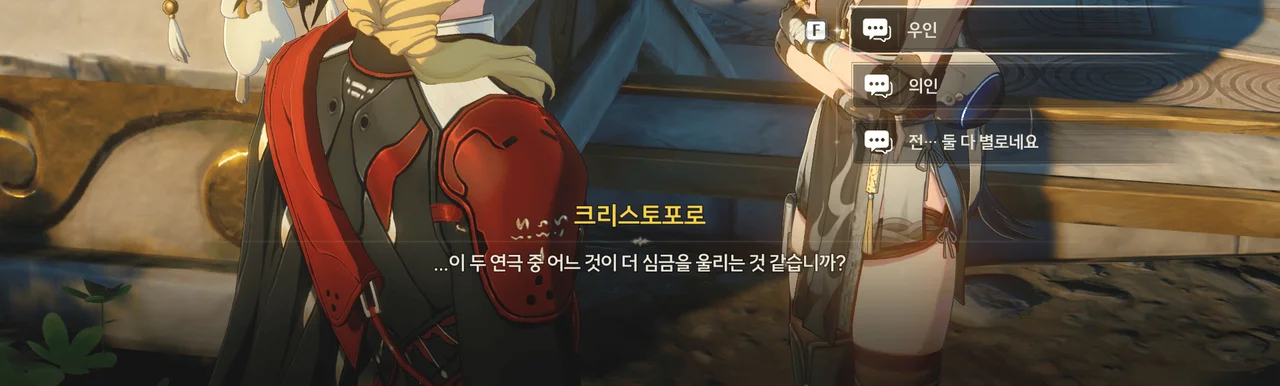 F
우인
의인
전… 둘 다 별로네요
크리스토포로
…이 두 연극 중 어느 것이 더 심금을 울리는 것 같습니까?